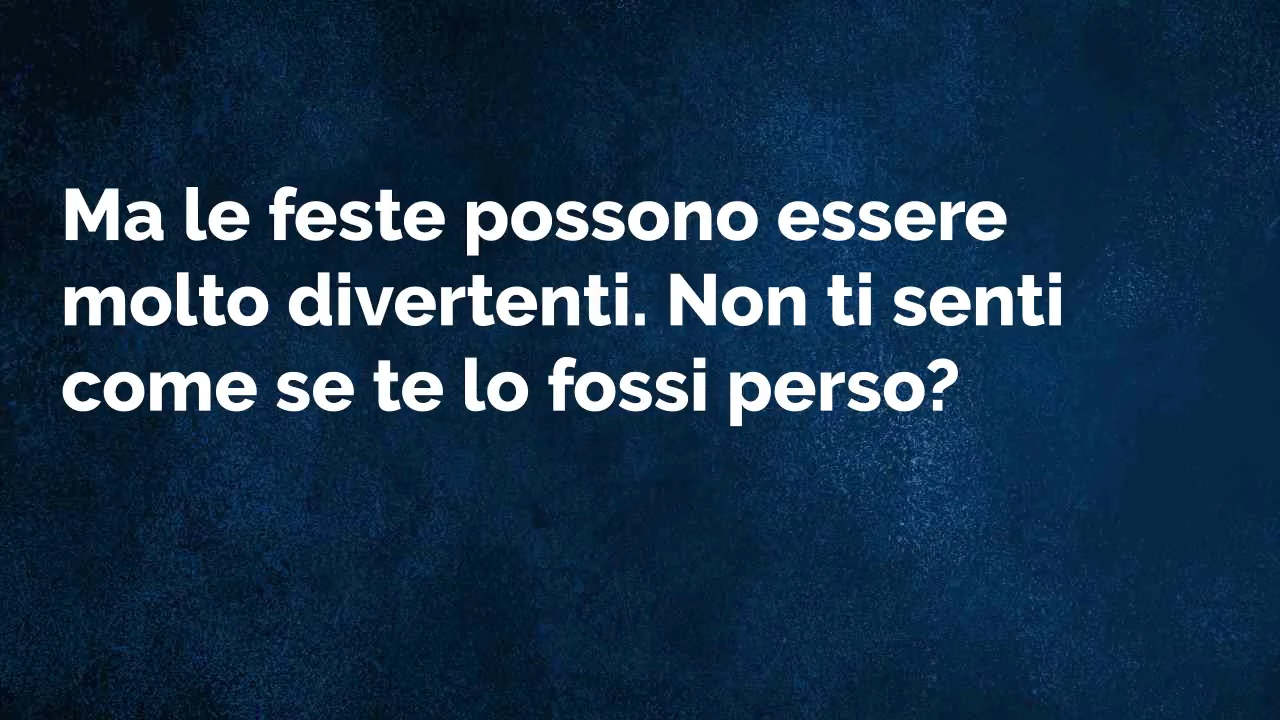 Ma le feste possono essere
molto divertenti. Non ti senti
come se te lo fossi perso?